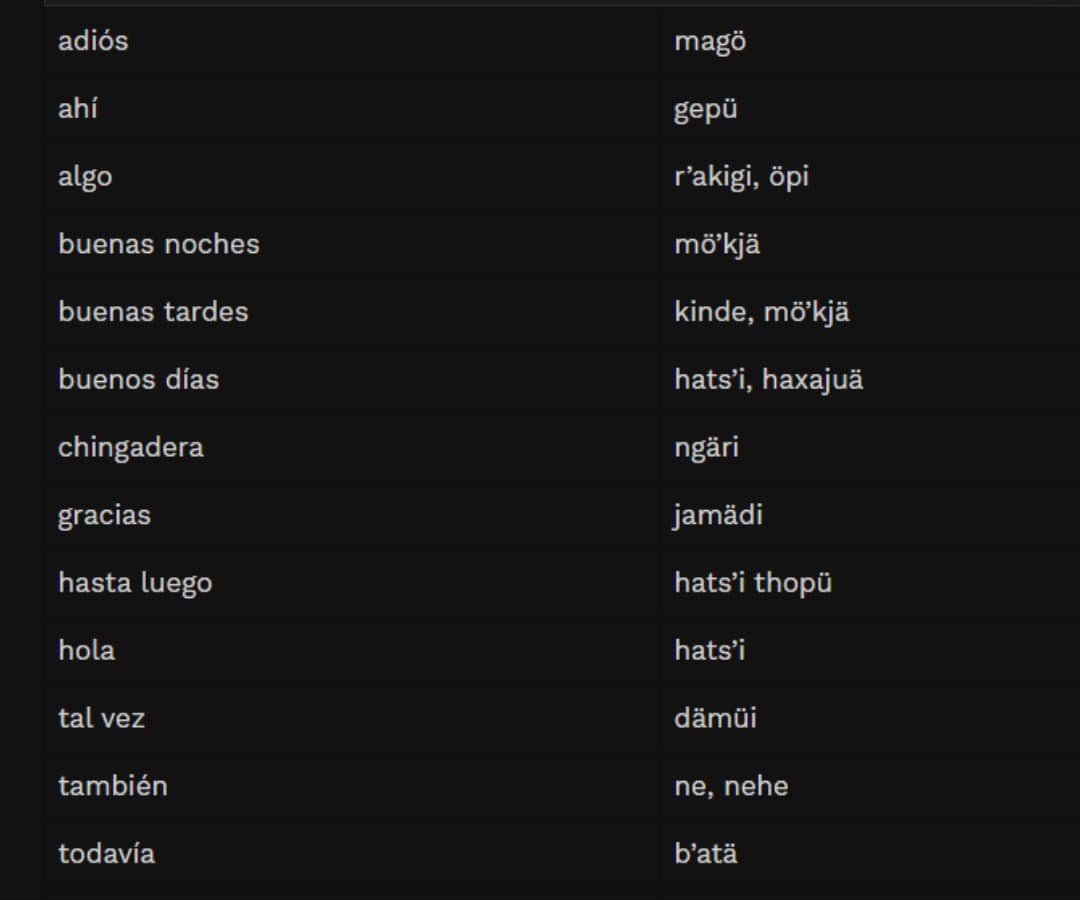 adiós magö
ahí gepü
algo r’akigi, öpi
buenas noches mö’kjä
buenas tardes kinde, mö’kjä
buenos días hats’i, haxajuä
chingadera ngäri
gracias jamädi
hasta luego hats’i thopü
hola hats’i
tal vez dämüi
también ne, nehe
todavía b’atä